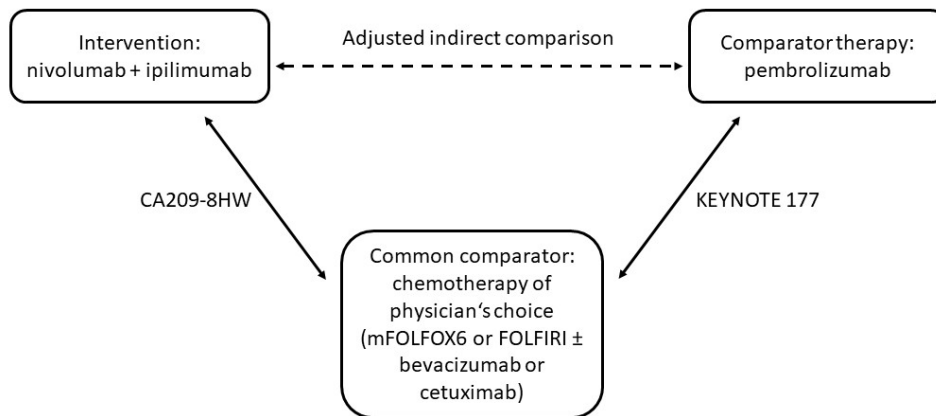 Intervention:
nivolumab + ipilimumab
Adjusted indirect comparison
Comparator therapy:
pembrolizumab
CA209-8HW
KEYNOTE 177
Common comparator:
chemotherapy of
physician‘s choice
(mFOLFOX6 or FOLFIRI ±
bevacizumab or
cetuximab)